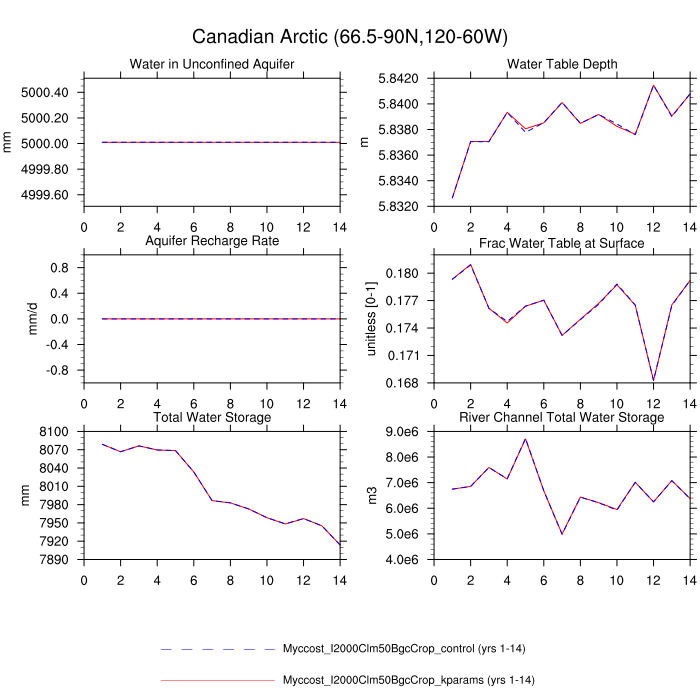 Canadian Arctic (66.5-90N,120-60W)
Water in Unconfined Aquifer
5000.40
5000.20
5000.00
4999.80
4999.60
mm
0 2 4 6 8 10 12 14
Water Table Depth
5.8420
5.8400
5.8380
5.8360
5.8340
5.8320
m
0 2 4 6 8 10 12 14
Aquifer Recharge Rate
0.8
0.4
0.0
-0.4
-0.8
mm/d
0 2 4 6 8 10 12 14
Frac Water Table at Surface
0.180
0.177
0.174
0.171
0.168
unitless [0-1]
0 2 4 6 8 10 12 14
Total Water Storage
8100
8070
8040
8010
7980
7950
7920
7890
mm
0 2 4 6 8 10 12 14
River Channel Total Water Storage
9.0e6
8.0e6
7.0e6
6.0e6
5.0e6
4.0e6
m3
0 2 4 6 8 10 12 14
Myccost_I2000Clm50BgcCrop_control (yrs 1-14)
Myccost_I2000Clm50BgcCrop_kparams (yrs 1-14)